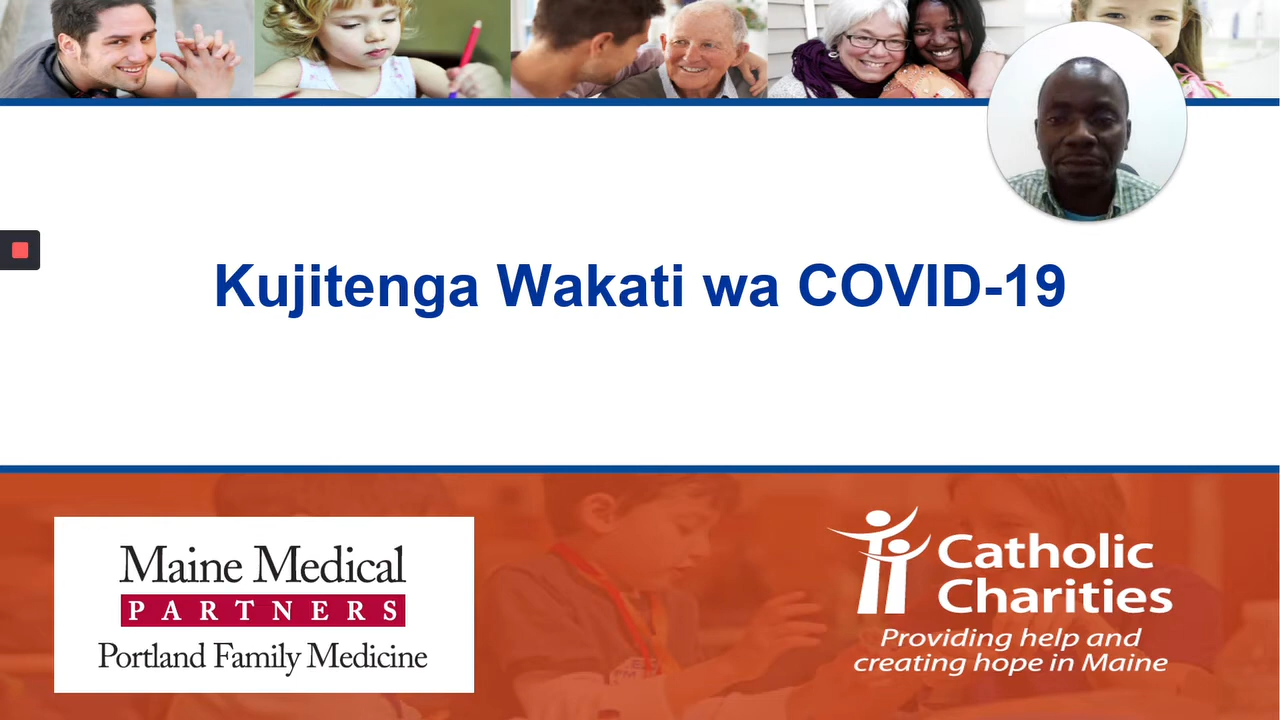 Kujitenga Wakati wa COVID-19
Maine Medical
PARTNERS
Portland Family Medicine
Catholic
Charities
Providing help and
creating hope in Maine